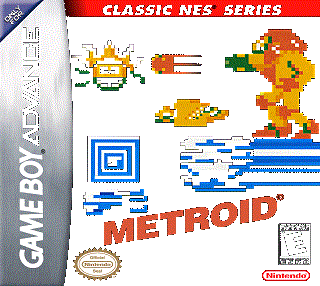 ONLY FOR
GAME BOY ADVANCE
CLASSIC NES® SERIES
METROID®
Official
Nintendo
Seal
E
Nintendo